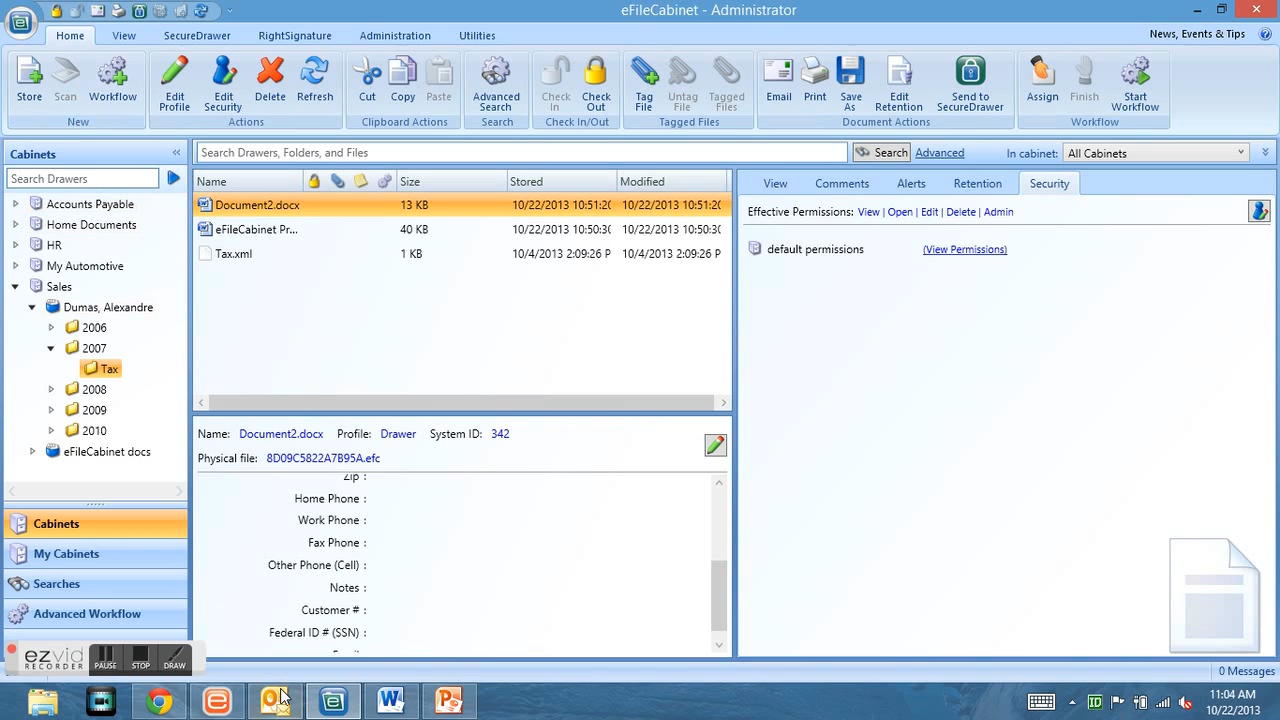 eFileCabinet - Administrator
Home View SecureDrawer RightSignature Administration Utilities News, Events & Tips
Store Scan Workflow Edit Profile Edit Security Delete Refresh Cut Copy Paste Advanced Search Check In Check Out Tag File Untag File Tagged Files Email Print Save As Edit Retention Send to SecureDrawer Assign Finish Start Workflow
New Actions Clipboard Actions Search Check In/Out Tagged Files Document Actions Workflow
Cabinets
Search Drawers
Accounts Payable
Home Documents
HR
My Automotive
Sales
Dumas, Alexandre
2006
2007
Tax
2008
2009
2010
eFileCabinet docs
Cabinets
My Cabinets
Searches
Advanced Workflow
Search Drawers, Folders, and Files Search Advanced In cabinet: All Cabinets
Name Size Stored Modified
Document2.docx 13 KB 10/22/2013 10:51:20 10/22/2013 10:51:20
eFileCabinet Pr... 40 KB 10/22/2013 10:50:30 10/22/2013 10:50:30
Tax.xml 1 KB 10/4/2013 2:09:26 P 10/4/2013 2:09:26 P
Name: Document2.docx Profile: Drawer System ID: 342
Physical file: 8D09C5822A7B95A.efc
Zip :
Home Phone :
Work Phone :
Fax Phone :
Other Phone (Cell) :
Notes :
Customer # :
Federal ID # (SSN) :
View Comments Alerts Retention Security
Effective Permissions: View | Open | Edit | Delete | Admin
default permissions (View Permissions)
ezvid RECORDER PAUSE STOP DRAW
0 Messages
11:04 AM
10/22/2013